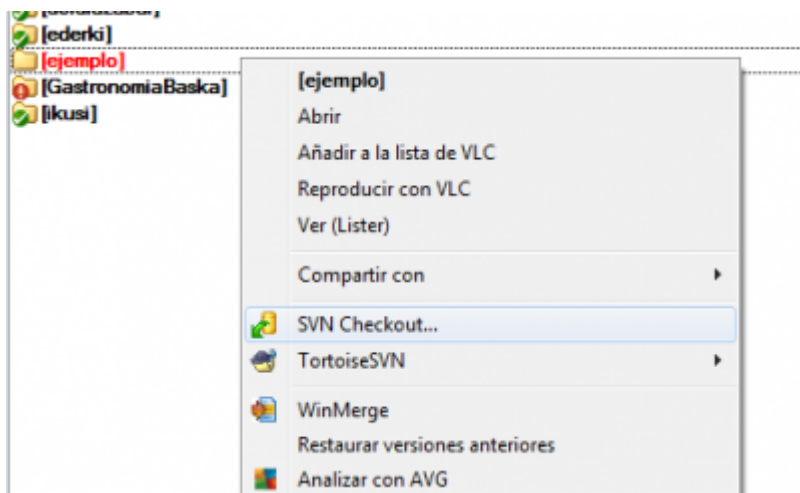 [ederki]
[ejemplo]
[GastronomiaBaska]
[ikusi]
[ejemplo]
Abrir
Añadir a la lista de VLC
Reproducir con VLC
Ver (Lister)
Compartir con
SVN Checkout...
TortoiseSVN
WinMerge
Restaurar versiones anteriores
Analizar con AVG